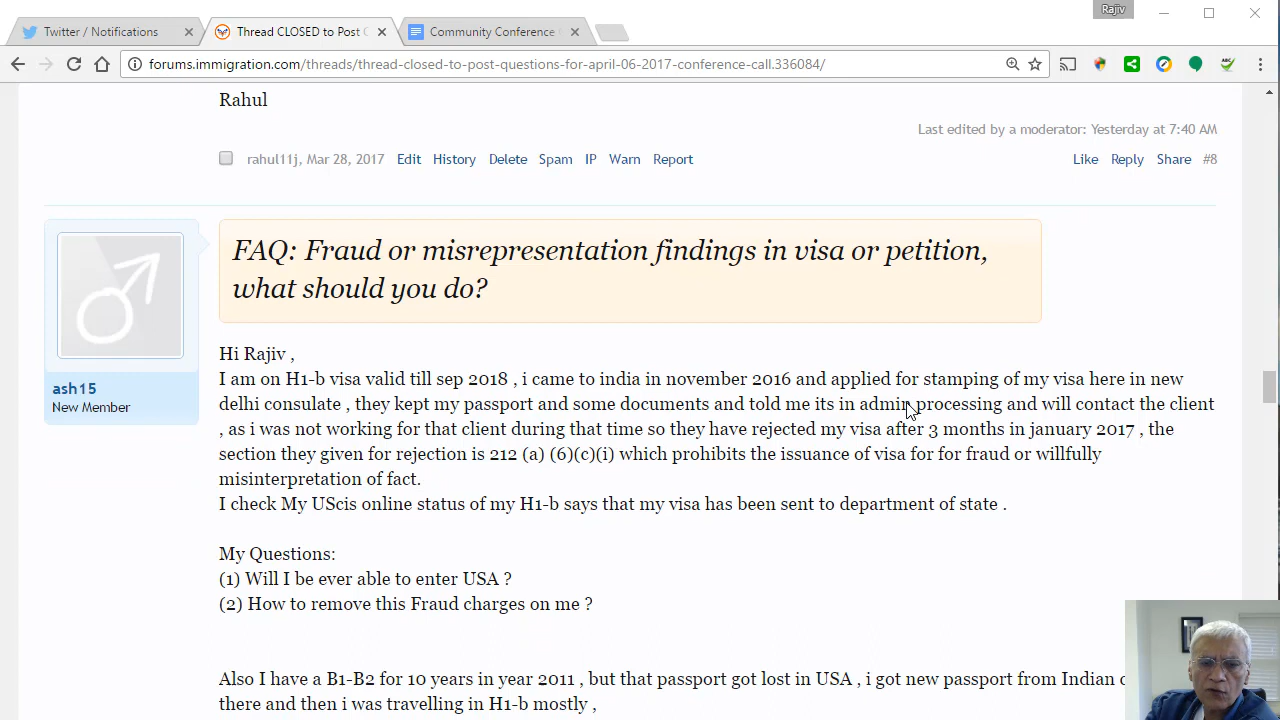 Rajiv
Twitter / Notifications
Thread CLOSED to Post
Community Conference
forums.immigration.com/threads/thread-closed-to-post-questions-for-april-06-2017-conference-call.336084/
Rahul
Last edited by a moderator: Yesterday at 7:40 AM
rahul11j, Mar 28, 2017 Edit History Delete Spam IP Warn Report Like Reply Share #8
FAQ: Fraud or misrepresentation findings in visa or petition,
what should you do?
ash15
New Member
Hi Rajiv ,
I am on H1-b visa valid till sep 2018 , i came to india in november 2016 and applied for stamping of my visa here in new
delhi consulate , they kept my passport and some documents and told me its in admin processing and will contact the client
, as i was not working for that client during that time so they have rejected my visa after 3 months in january 2017 , the
section they given for rejection is 212 (a) (6)(c)(i) which prohibits the issuance of visa for for fraud or willfully
misinterpretation of fact.
I check My UScis online status of my H1-b says that my visa has been sent to department of state .
My Questions:
(1) Will I be ever able to enter USA ?
(2) How to remove this Fraud charges on me ?
Also I have a B1-B2 for 10 years in year 2011 , but that passport got lost in USA , i got new passport from Indian
there and then i was travelling in H1-b mostly ,